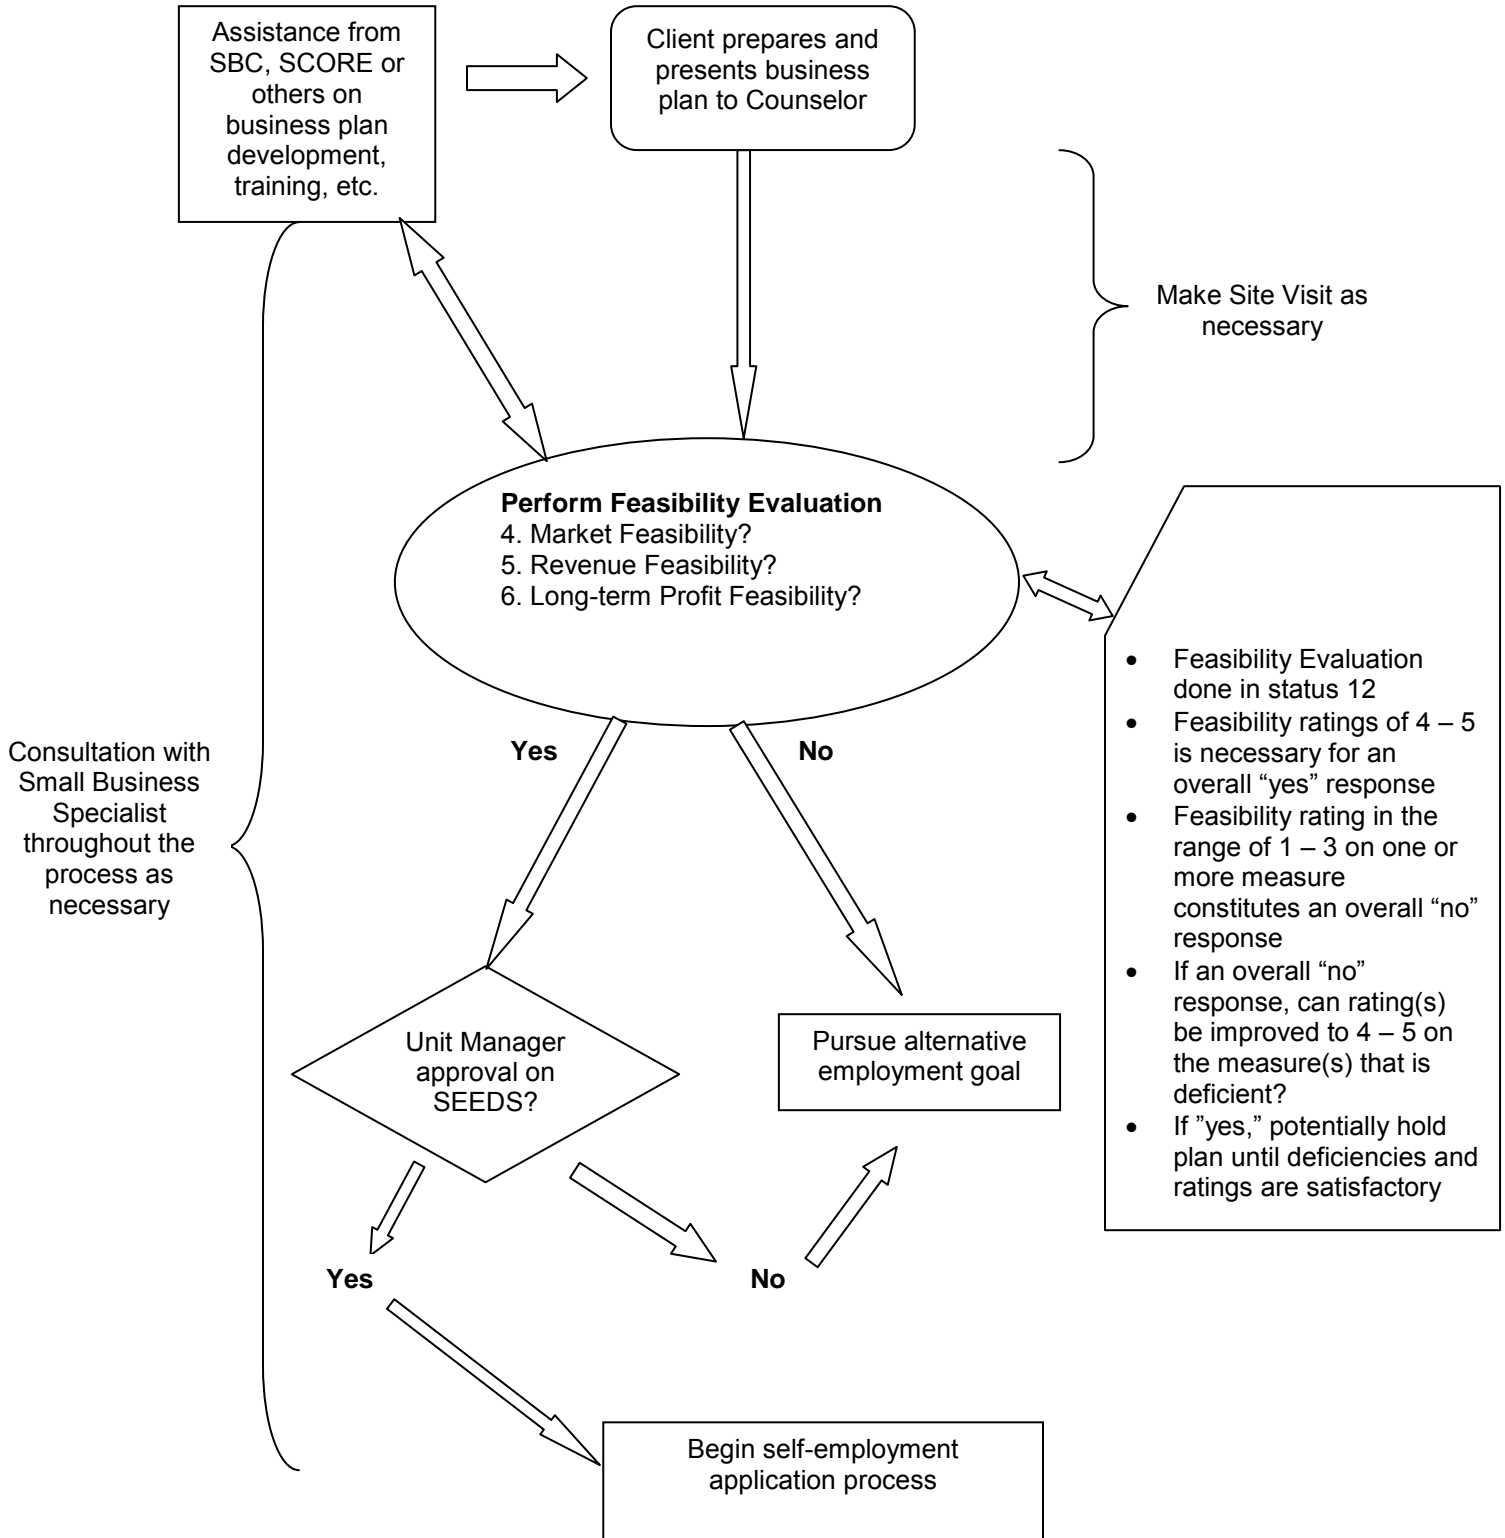 Assistance from
SBC, SCORE or
others on
business plan
development,
training, etc.
Client prepares and
presents business
plan to Counselor
Make Site Visit as
necessary
Perform Feasibility Evaluation
4. Market Feasibility?
5. Revenue Feasibility?
6. Long-term Profit Feasibility?
• Feasibility Evaluation
done in status 12
• Feasibility ratings of 4 – 5
is necessary for an
overall “yes” response
• Feasibility rating in the
range of 1 – 3 on one or
more measure
constitutes an overall “no”
response
• If an overall “no”
response, can rating(s)
be improved to 4 – 5 on
the measure(s) that is
deficient?
• If ”yes,” potentially hold
plan until deficiencies and
ratings are satisfactory
Consultation with
Small Business
Specialist
throughout the
process as
necessary
Yes
No
Unit Manager
approval on
SEEDS?
Pursue alternative
employment goal
Yes
No
Begin self-employment
application process